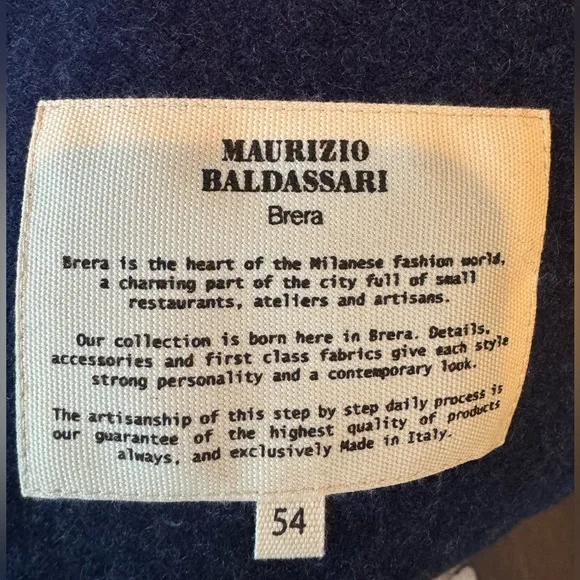 MAURIZIO
BALDASSARI
Brera
Brera is the heart of the Milanese fashion world,
a charming part of the city full of small
restaurants, ateliers and artisans.
Our collection is born here in Brera. Details,
accessories and first class fabrics give each style
strong personality and a contemporary look.
The artisanship of this step by step daily process is
our guarantee of the highest quality of products
always, and exclusively Made in Italy.
54